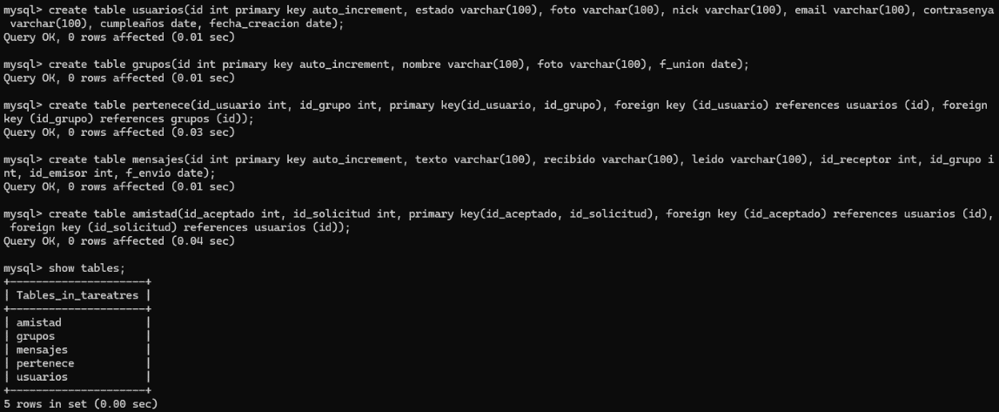 mysql> create table usuarios(id int primary key auto_increment, estado varchar(100), foto varchar(100), nick varchar(100), email varchar(100), contrasenya
 varchar(100), cumpleaños date, fecha_creacion date);
Query OK, 0 rows affected (0.01 sec)

mysql> create table grupos(id int primary key auto_increment, nombre varchar(100), foto varchar(100), f_union date);
Query OK, 0 rows affected (0.01 sec)

mysql> create table pertenece(id_usuario int, id_grupo int, primary key(id_usuario, id_grupo), foreign key (id_usuario) references usuarios (id), foreign
key (id_grupo) references grupos (id));
Query OK, 0 rows affected (0.03 sec)

mysql> create table mensajes(id int primary key auto_increment, texto varchar(100), recibido varchar(100), leido varchar(100), id_receptor int, id_grupo i
nt, id_emisor int, f_envio date);
Query OK, 0 rows affected (0.01 sec)

mysql> create table amistad(id_aceptado int, id_solicitud int, primary key(id_aceptado, id_solicitud), foreign key (id_aceptado) references usuarios (id),
 foreign key (id_solicitud) references usuarios (id));
Query OK, 0 rows affected (0.04 sec)

mysql> show tables;
+---------------------+
| Tables_in_tareatres |
+---------------------+
| amistad             |
| grupos              |
| mensajes            |
| pertenece           |
| usuarios            |
+---------------------+
5 rows in set (0.00 sec)